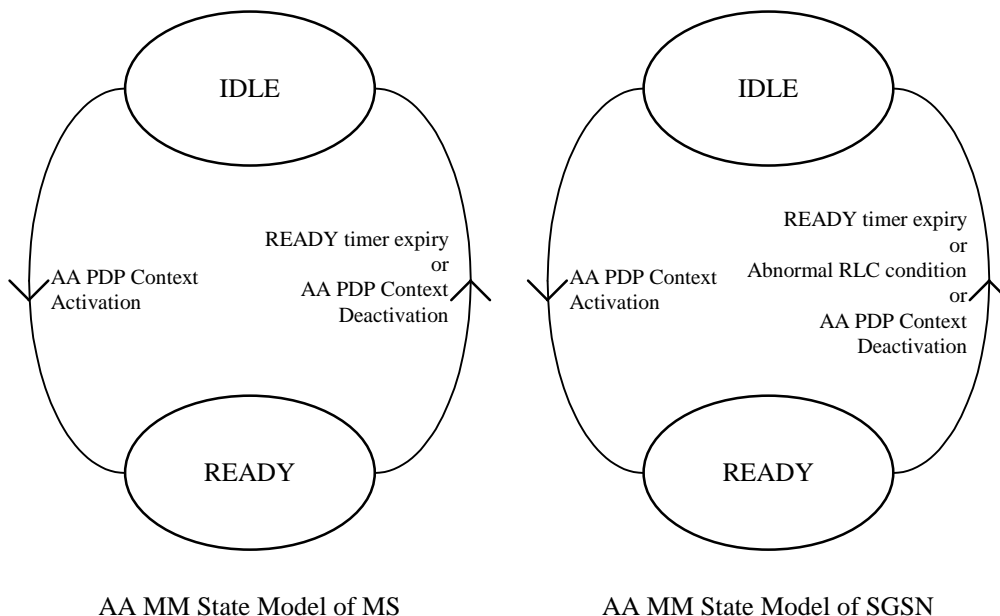 IDLE
AA PDP Context
Activation
READY timer expiry
or
AA PDP Context
Deactivation
READY
AA MM State Model of MS
IDLE
AA PDP Context
Activation
READY timer expiry
or
Abnormal RLC condition
or
AA PDP Context
Deactivation
READY
AA MM State Model of SGSN